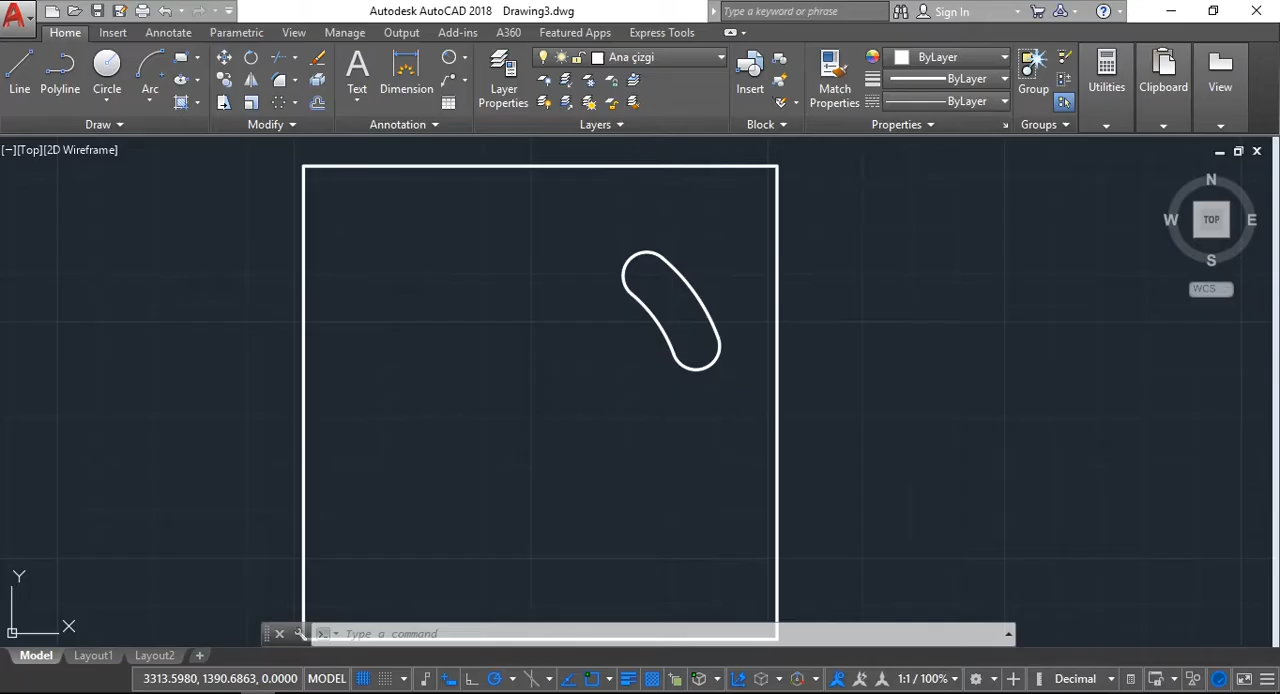 Autodesk AutoCAD 2018 Drawing3.dwg
Type a keyword or phrase
Sign In
Home Insert Annotate Parametric View Manage Output Add-ins A360 Featured Apps Express Tools
Line Polyline Circle Arc
Draw
Modify
Text Dimension
Annotation
Layer Properties
Ana çizgi
Layers
Insert
Block
Match Properties
ByLayer
ByLayer
ByLayer
Properties
Group
Groups
Utilities
Clipboard
View
[−][Top][2D Wireframe]
N
W TOP E
S
WCS
Y
X
Type a command
Model Layout1 Layout2 +
3313.5980, 1390.6863, 0.0000 MODEL 1:1 / 100% Decimal